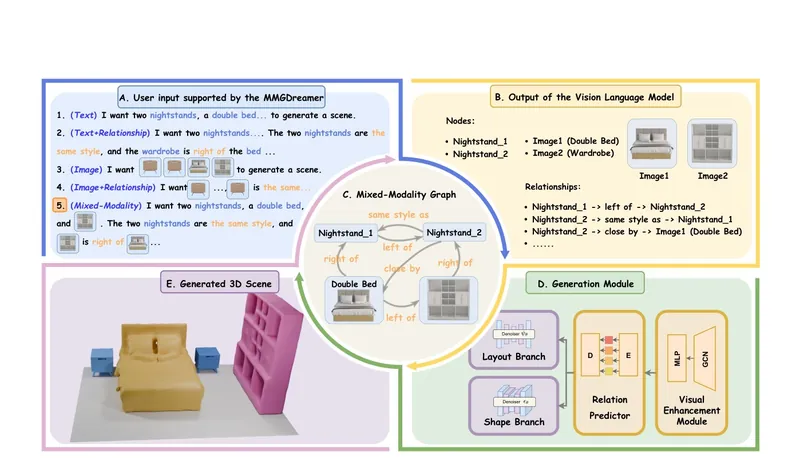 A. User input supported by the MMGDreamer
1. (Text) I want two nightstands, a double bed... to generate a scene.
2. (Text+Relationship) I want two nightstands.... The two nightstands are the
same style, and the wardrobe is right of the bed ...
3. (Image) I want to generate a scene.
4. (Image+Relationship) I want ..., is the same...
5. (Mixed-Modality) I want two nightstands, a double bed,
and . The two nightstands are the same style, and
is right of ...
B. Output of the Vision Language Model
Nodes:
• Nightstand_1
• Nightstand_2
• Image1 (Double Bed)
• Image2 (Wardrobe)
Image1
Image2
Relationships:
• Nightstand_1 -> left of -> Nightstand_2
• Nightstand_2 -> same style as -> Nightstand_1
• Nightstand_2 -> close by -> Image1 (Double Bed)
• ......
C. Mixed-Modality Graph
same style as
Nightstand_1
Nightstand_2
left of
right of
close by
right of
Double Bed
left of
E. Generated 3D Scene
D. Generation Module
Denoiser
Layout Branch
Denoiser
Shape Branch
D
E
Relation
Predictor
MLP
GCN
Visual
Enhancement
Module